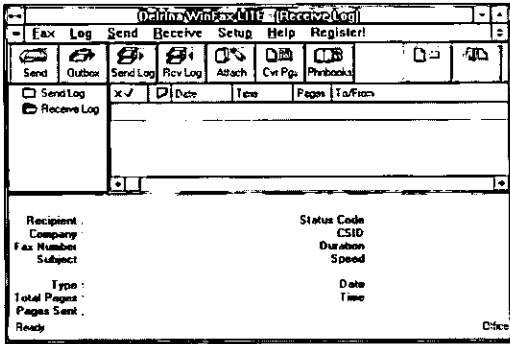 Delrina WinFax LITE - [Receive Log]
Fax Log Send Receive Setup Help Register!
Send Outbox Send Log Rcv Log Attach Cvr Pgs Phnbooks
Send Log
Receive Log
Date Time Pages To/From
Recipient :
Company :
Fax Number
Subject
Type :
Total Pages :
Pages Sent :
Status Code
CSID
Duration
Speed
Date
Time
Ready
Office